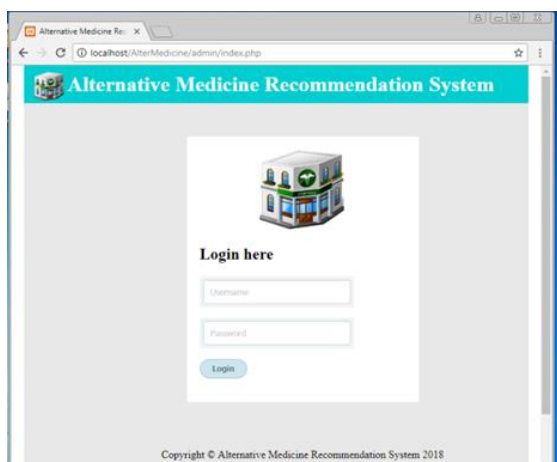 Alternative Medicine Rec
localhost/AlterMedicine/admin/index.php
Alternative Medicine Recommendation System
Login here
Username
Password
Login
Copyright © Alternative Medicine Recommendation System 2018